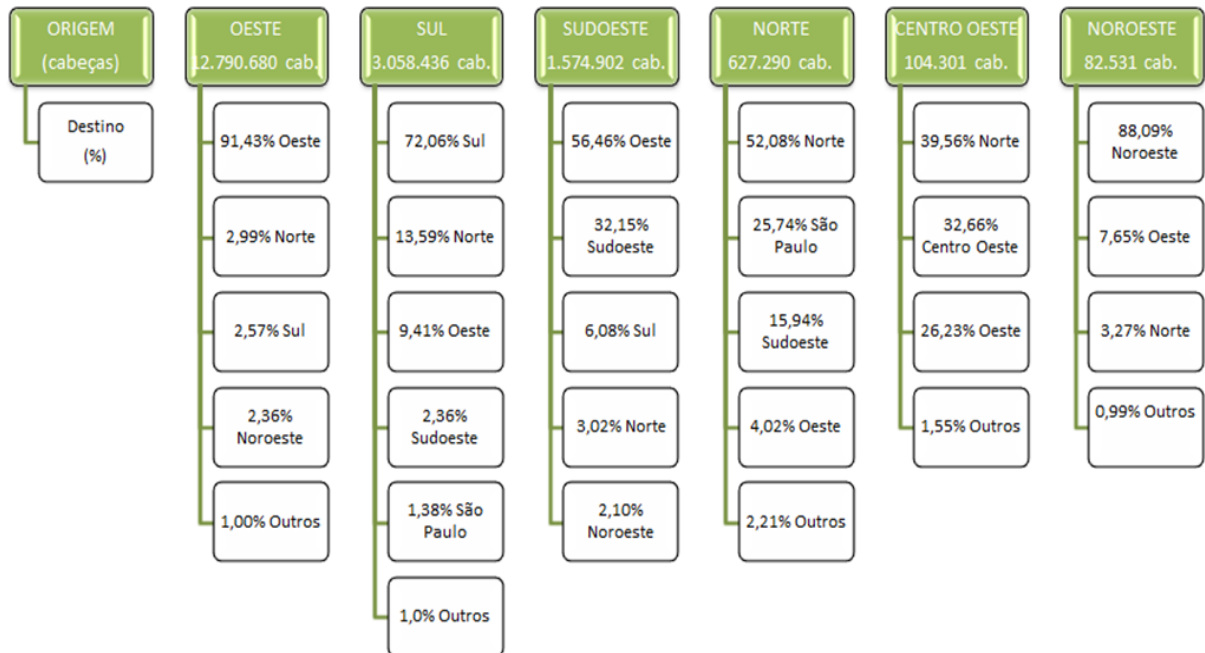 ORIGEM
(cabeças)
Destino
(%)
OESTE
12.790.680 cab.
91,43% Oeste
2,99% Norte
2,57% Sul
2,36%
Noroeste
1,00% Outros
SUL
3.058.436 cab.
72,06% Sul
13,59% Norte
9,41% Oeste
2,36%
Sudoeste
1,38% São
Paulo
1,0% Outros
SUDOESTE
1.574.902 cab.
56,46% Oeste
32,15%
Sudoeste
6,08% Sul
3,02% Norte
2,10%
Noroeste
NORTE
627.290 cab.
52,08% Norte
25,74% São
Paulo
15,94%
Sudoeste
4,02% Oeste
2,21% Outros
CENTRO OESTE
104.301 cab.
39,56% Norte
32,66%
Centro Oeste
26,23% Oeste
1,55% Outros
NOROESTE
82.531 cab.
88,09%
Noroeste
7,65% Oeste
3,27% Norte
0,99% Outros